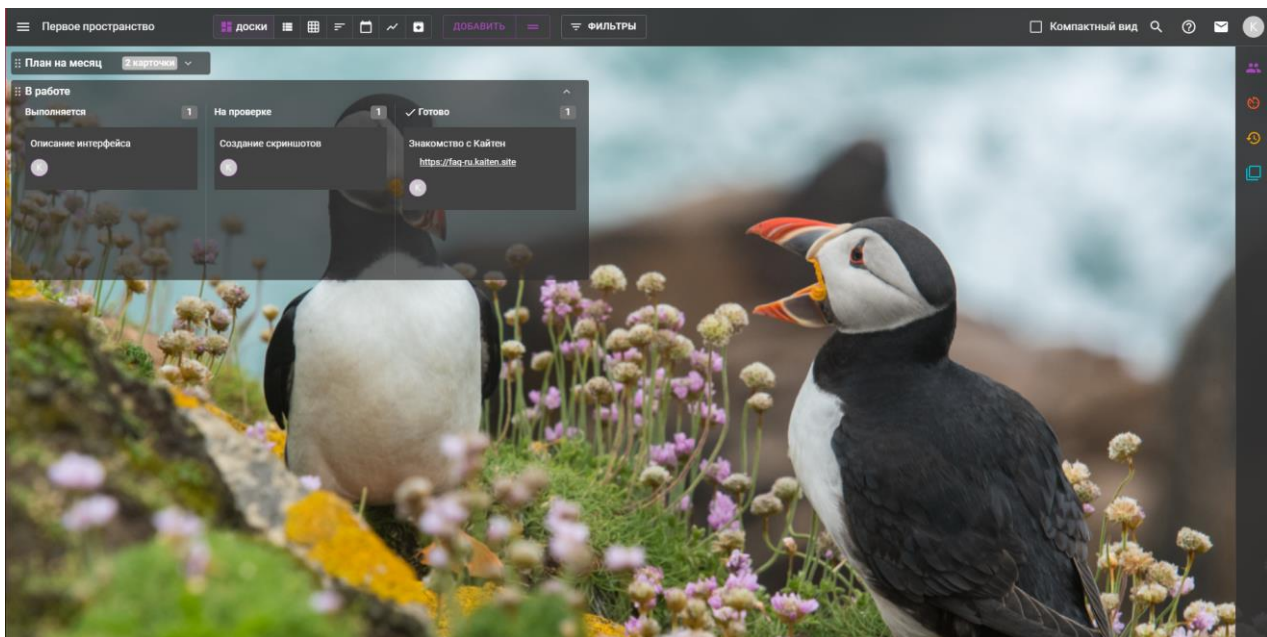 Первое пространство
ДОСКИ
ДОБАВИТЬ
ФИЛЬТРЫ
Компактный вид
K
План на месяц
2 карточки
В работе
Выполняется 1
На проверке 1
Готово 1
Описание интерфейса
K
Создание скриншотов
K
Знакомство с Кайтен
https://faq-ru.kaiten.site
K